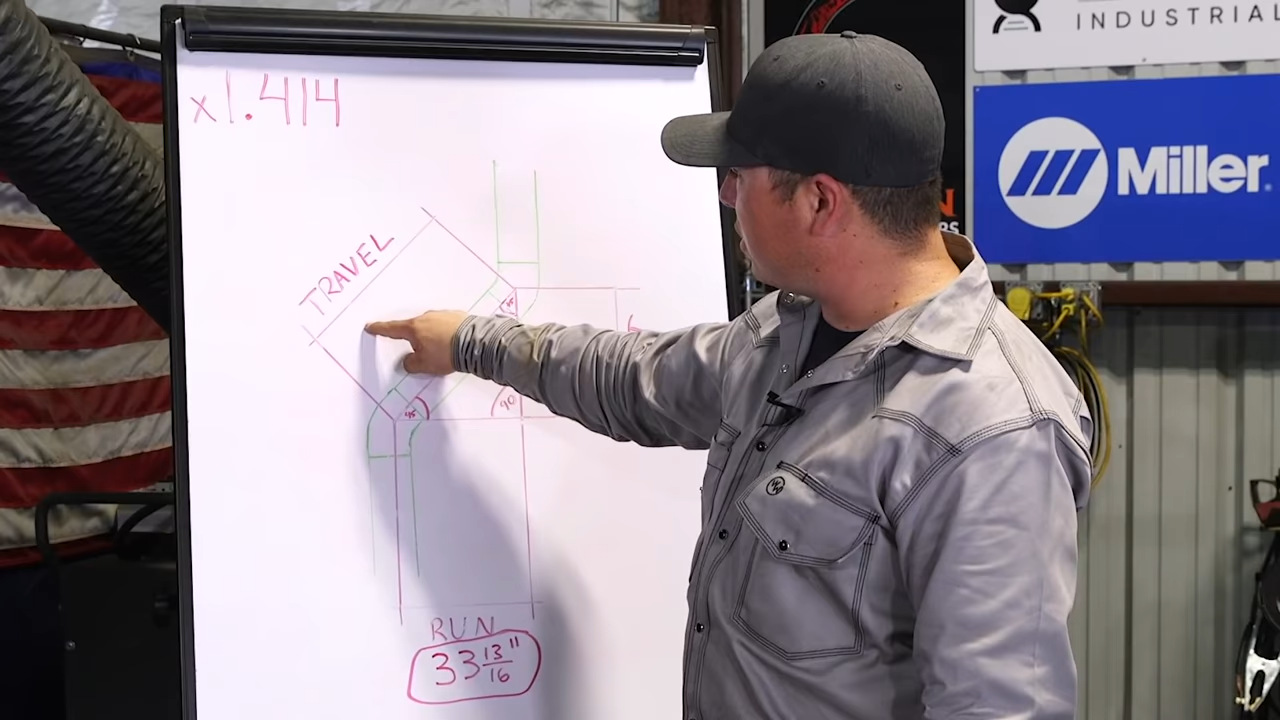 x1.414
TRAVEL
45
45
90
RUN
33 13/16"
INDUSTRIAL
Miller